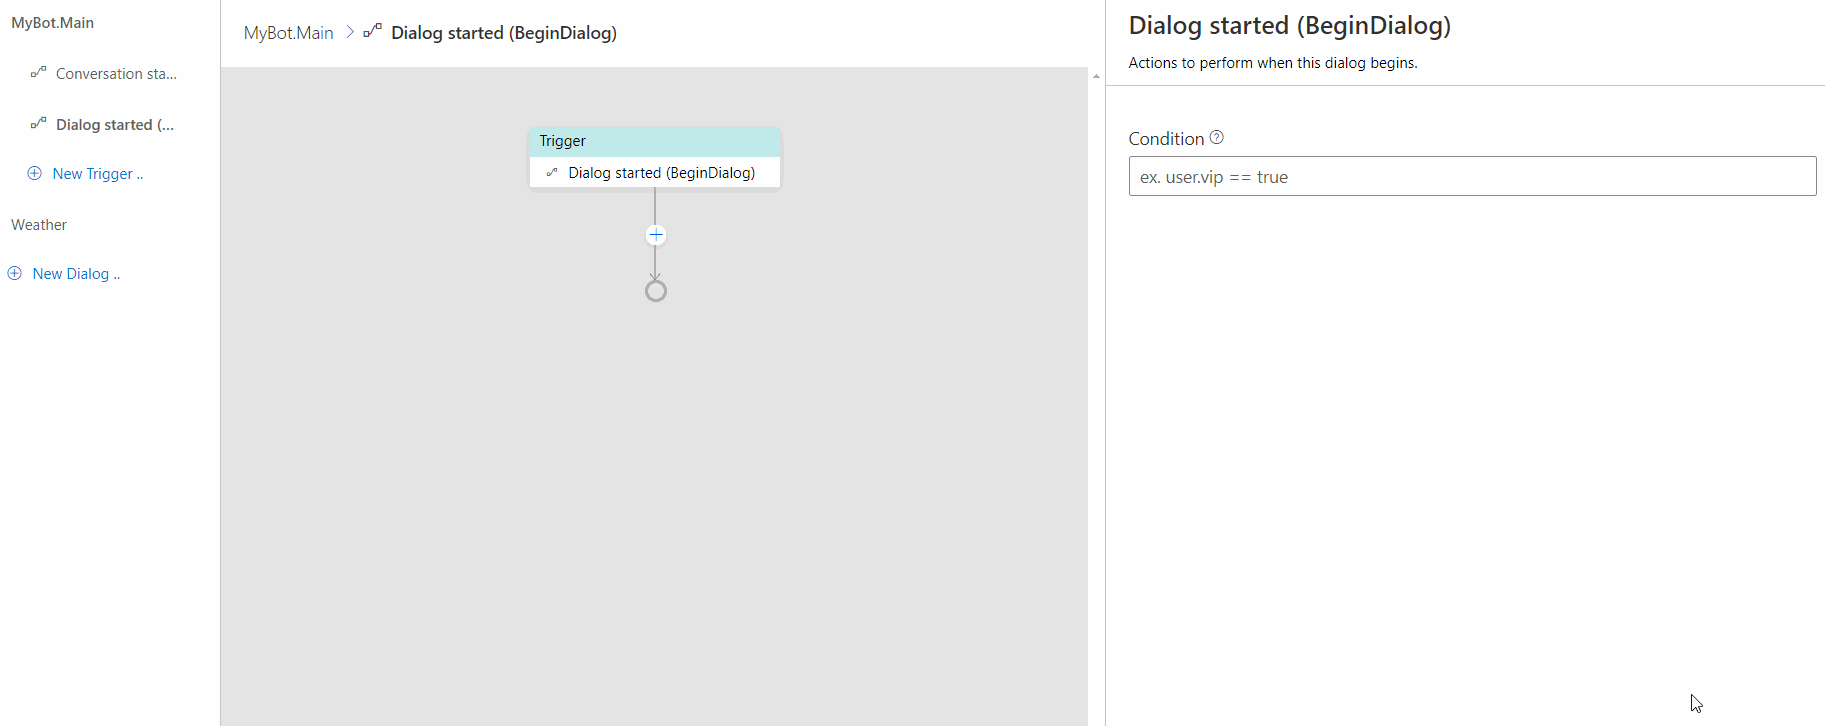 MyBot.Main
Conversation sta...
Dialog started (...
New Trigger ..
Weather
New Dialog ..
MyBot.Main > Dialog started (BeginDialog)
Trigger
Dialog started (BeginDialog)
Dialog started (BeginDialog)
Actions to perform when this dialog begins.
Condition
ex. user.vip == true